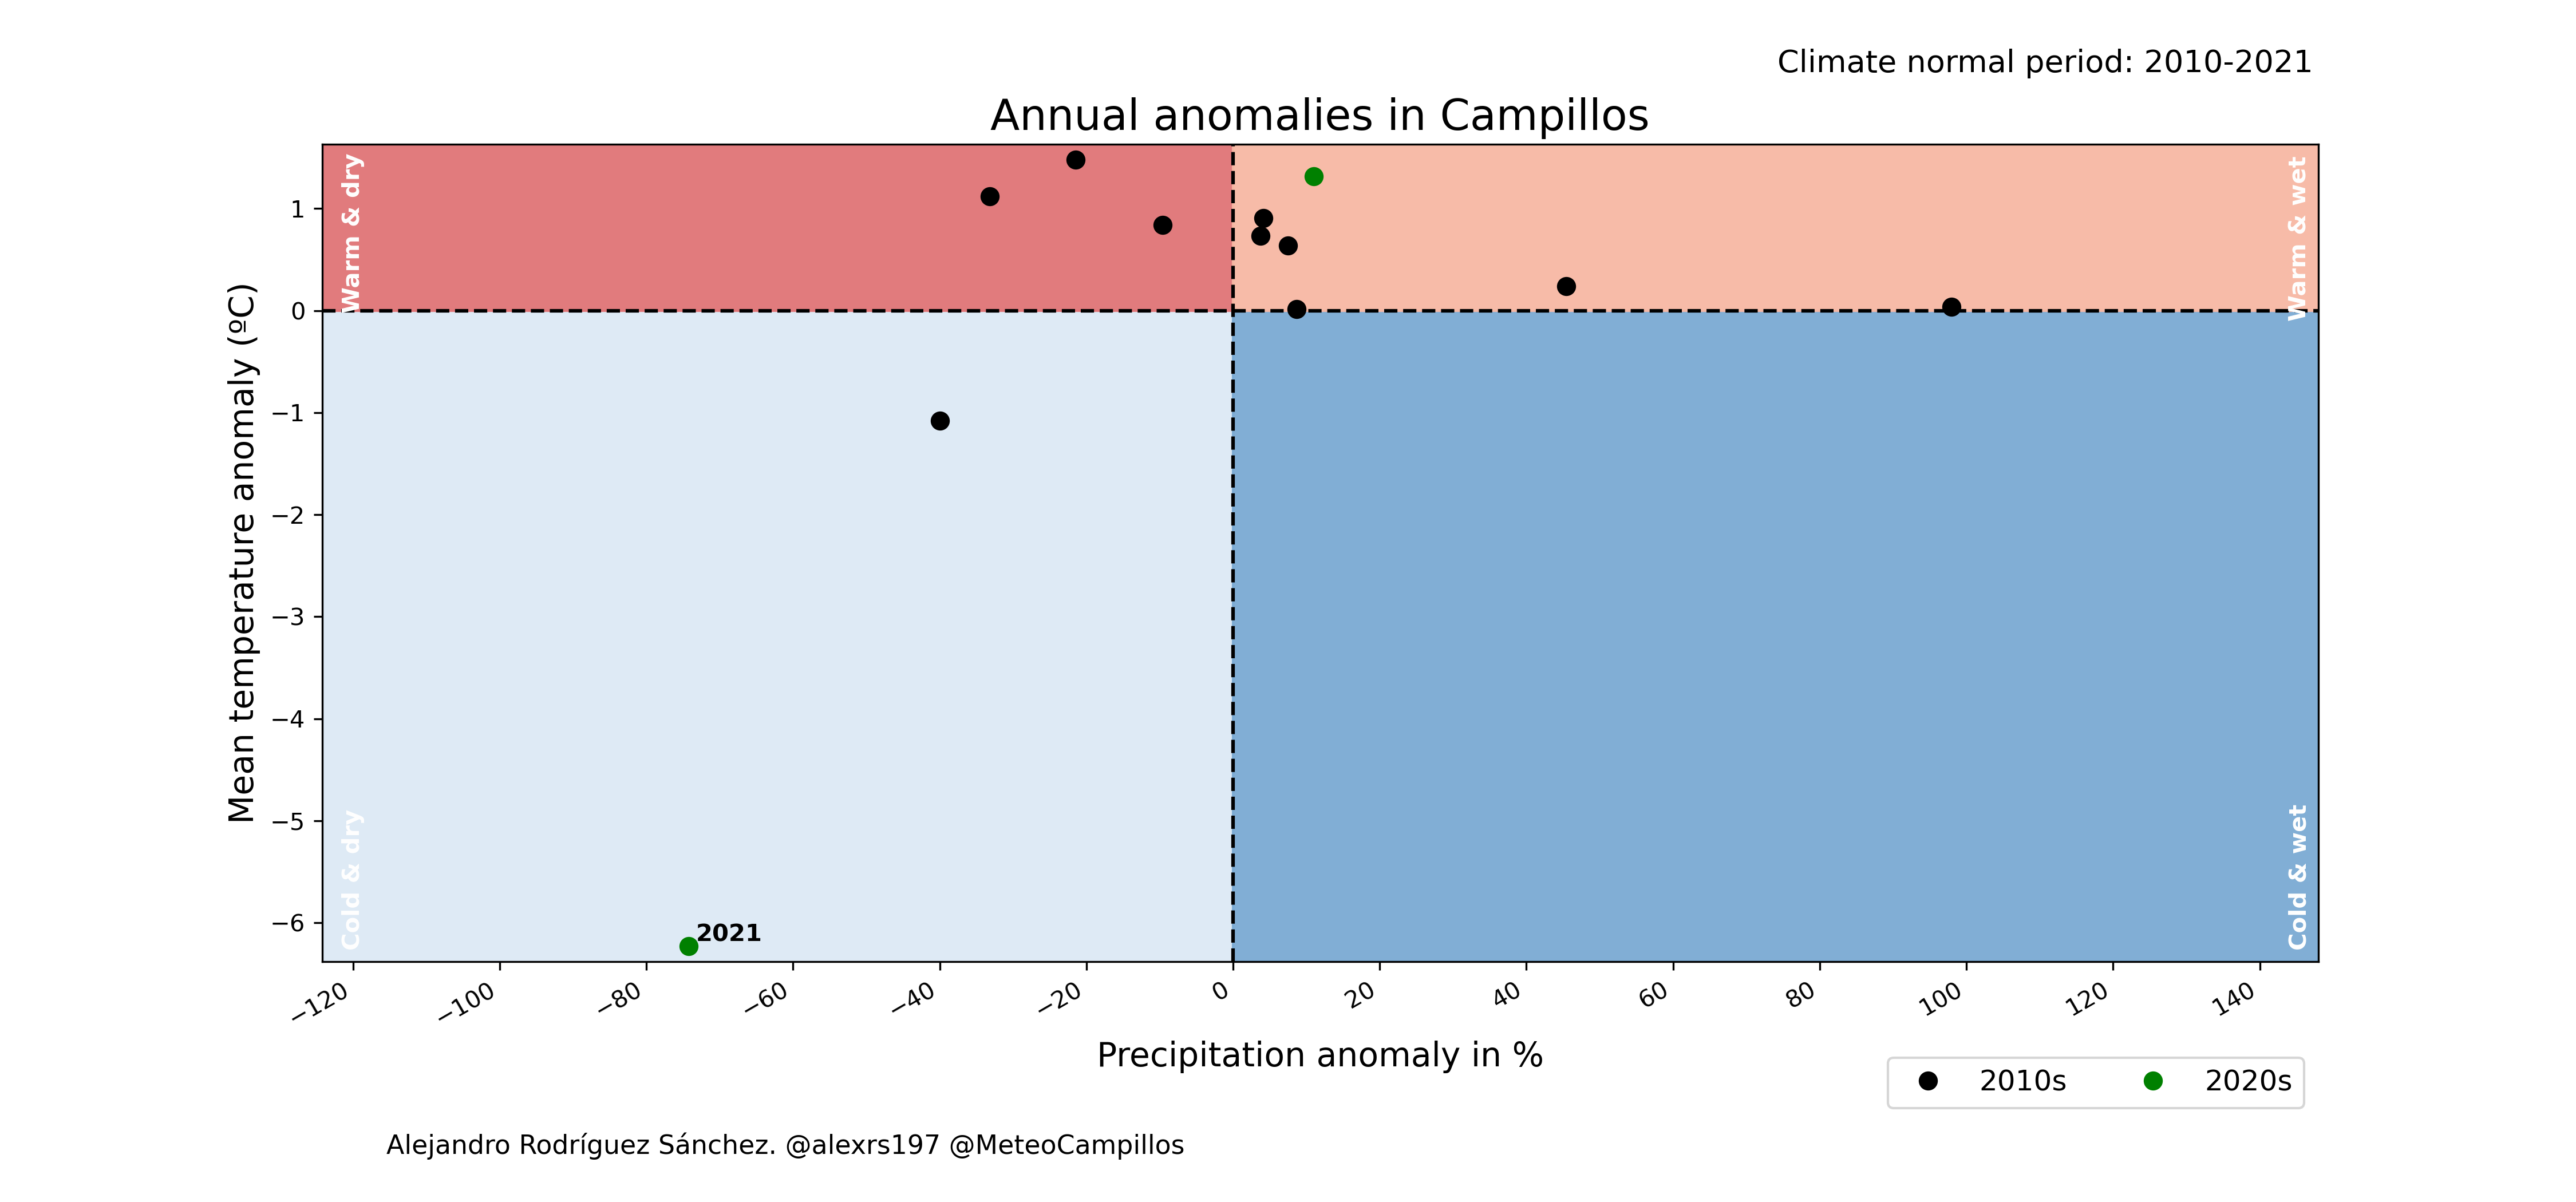 Climate normal period: 2010-2021
Annual anomalies in Campillos
Warm & dry
Warm & wet
Cold & dry
Cold & wet
Mean temperature anomaly (ºC)
1
0
−1
−2
−3
−4
−5
−6
2021
−120 −100 −80 −60 −40 −20 0 20 40 60 80 100 120 140
Precipitation anomaly in %
2010s 2020s
Alejandro Rodríguez Sánchez. @alexrs197 @MeteoCampillos